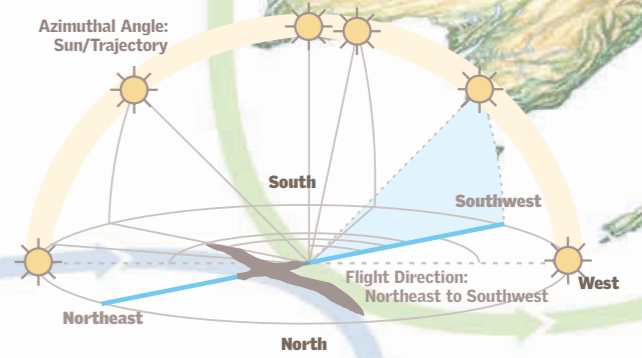 Azimuthal Angle:
Sun/Trajectory
South
Southwest
Flight Direction:
Northeast to Southwest
West
Northeast
North